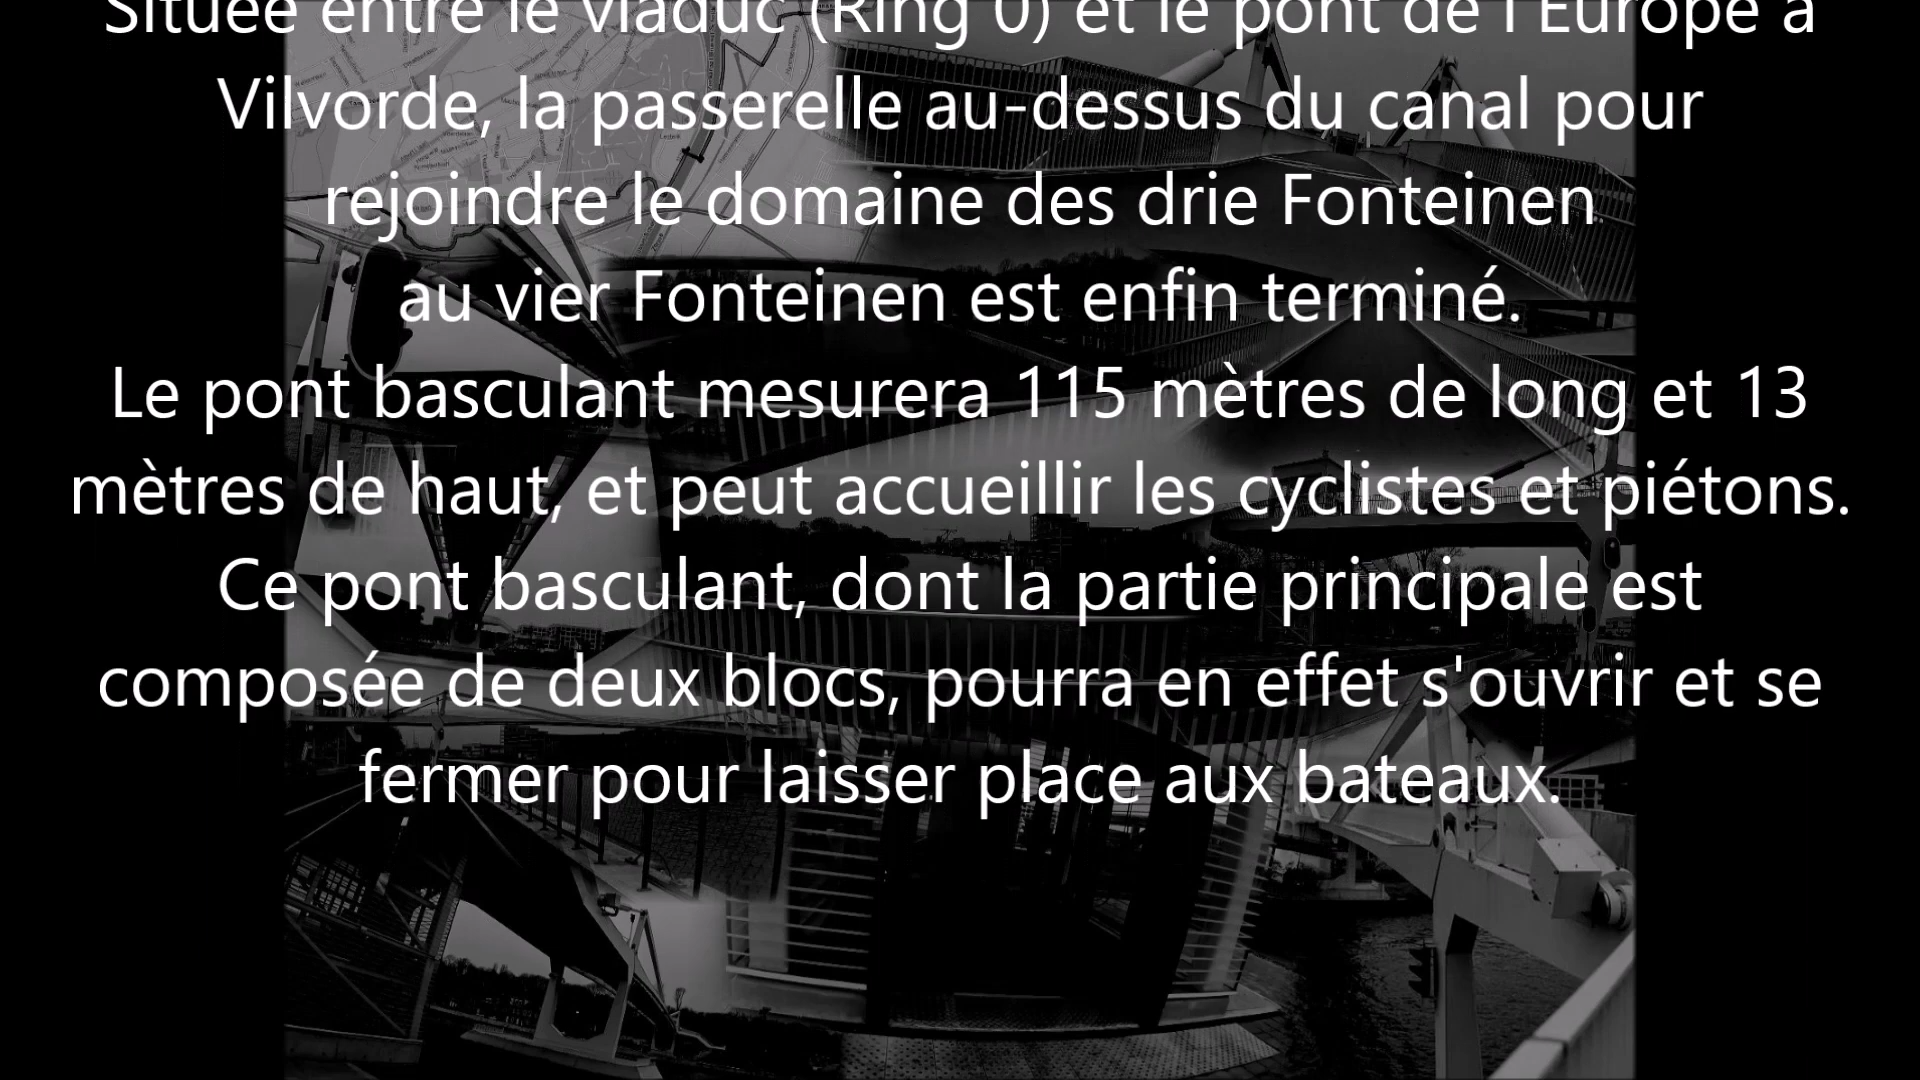 Située entre le viaduc (Ring 0) et le pont de l'Europe à
Vilvorde, la passerelle au-dessus du canal pour
rejoindre le domaine des drie Fonteinen
au vier Fonteinen est enfin terminé.
Le pont basculant mesurera 115 mètres de long et 13
mètres de haut, et peut accueillir les cyclistes et piétons.
Ce pont basculant, dont la partie principale est
composée de deux blocs, pourra en effet s'ouvrir et se
fermer pour laisser place aux bateaux.